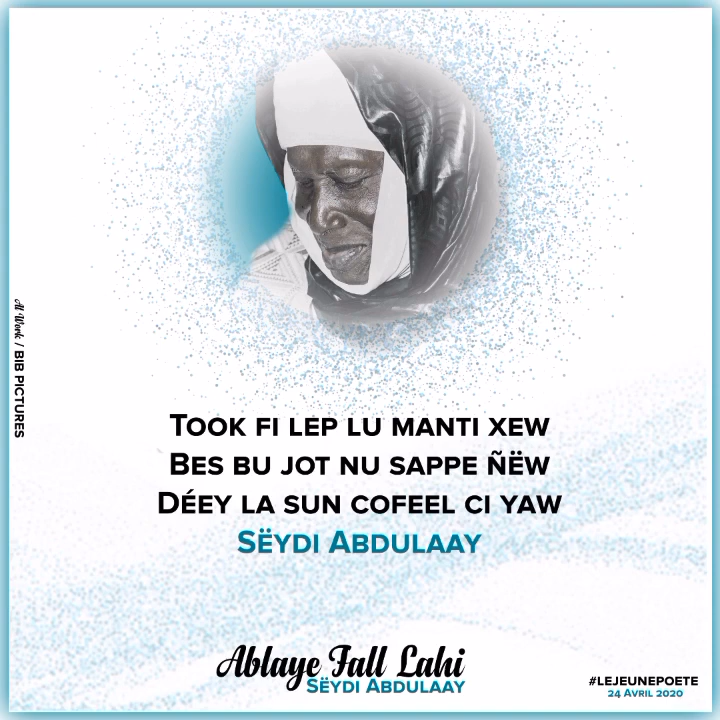 Al Work / BIB PICTURES
TOOK FI LEP LU MANTI XEW
BES BU JOT NU SAPPE ÑËW
DÉEY LA SUN COFEEL CI YAW
SËYDI ABDULAAY
Ablaye Fall Lahi
SËYDI ABDULAAY
#LEJEUNEPOETE
24 AVRIL 2020